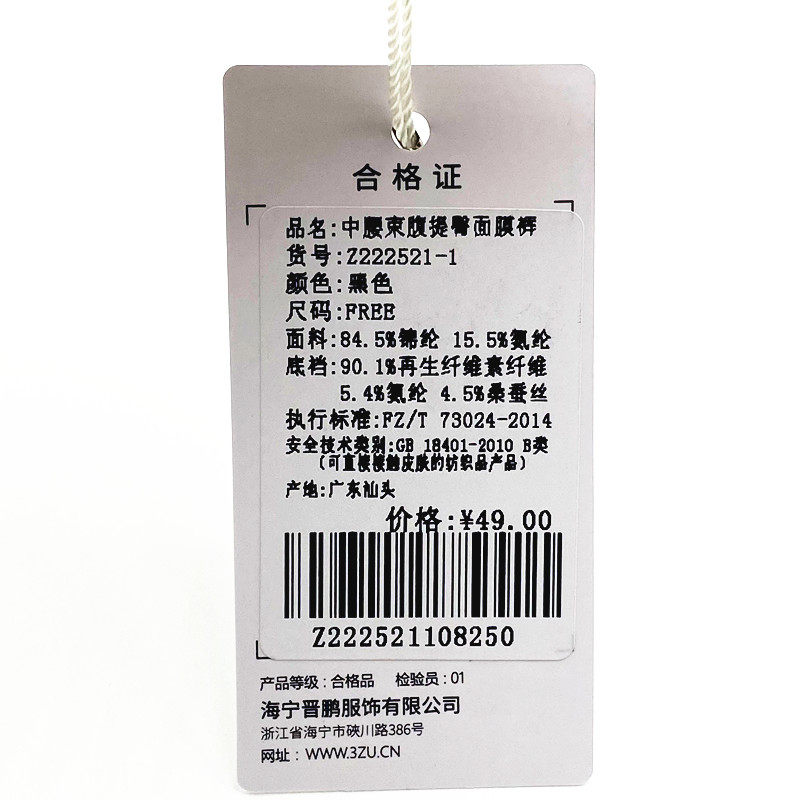 合格证
品名:中腰束腹提臀面膜裤
货号:Z222521-1
颜色:黑色
尺码:FREE
面料:84.5%锦纶 15.5%氨纶
底裆:90.1%再生纤维素纤维
5.4%氨纶 4.5%桑蚕丝
执行标准:FZ/T 73024-2014
安全技术类别:GB 18401-2010 B类
(可直接接触皮肤的纺织品产品)
产地:广东汕头
价格:¥49.00
Z222521108250
产品等级:合格品 检验员:01
海宁晋鹏服饰有限公司
浙江省海宁市硖川路386号
网址:WWW.3ZU.CN